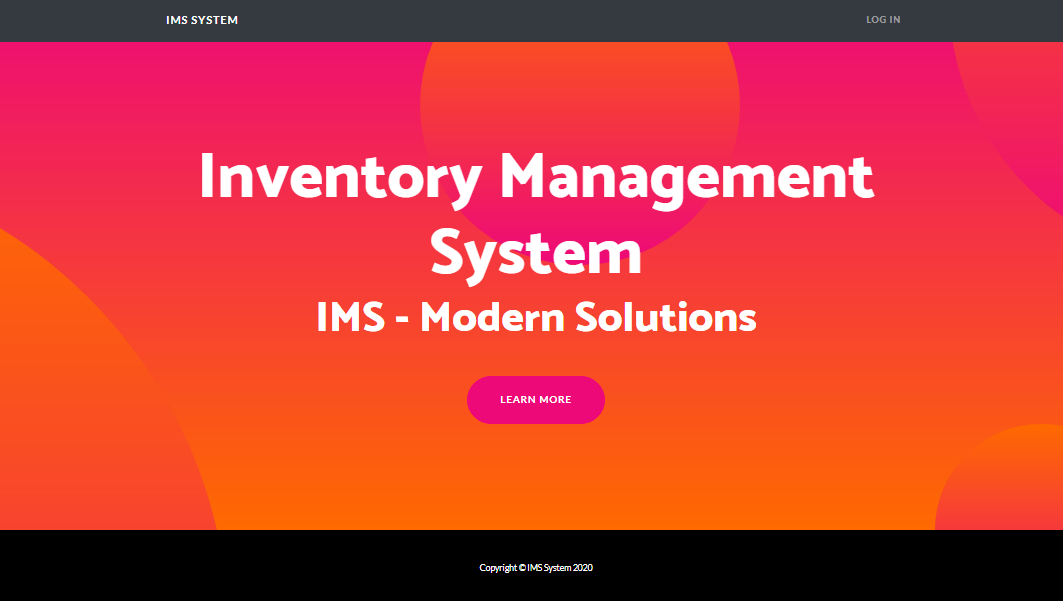 IMS SYSTEM
LOG IN
Inventory Management
System
IMS - Modern Solutions
LEARN MORE
Copyright © IMS System 2020